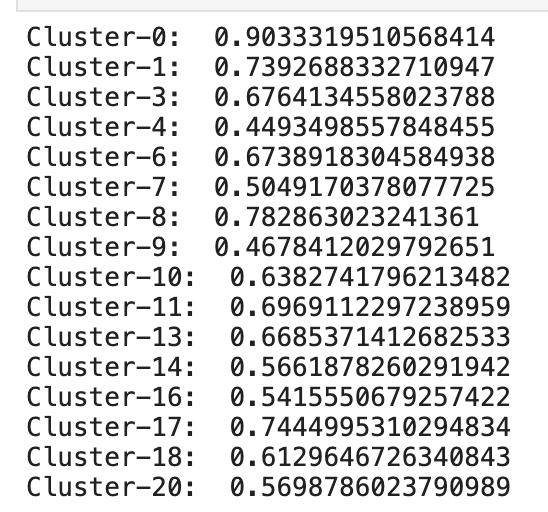 Cluster-0:  0.9033319510568414
Cluster-1:  0.7392688332710947
Cluster-3:  0.6764134558023788
Cluster-4:  0.4493498557848455
Cluster-6:  0.6738918304584938
Cluster-7:  0.5049170378077725
Cluster-8:  0.782863023241361
Cluster-9:  0.4678412029792651
Cluster-10:  0.6382741796213482
Cluster-11:  0.6969112297238959
Cluster-13:  0.6685371412682533
Cluster-14:  0.5661878260291942
Cluster-16:  0.5415550679257422
Cluster-17:  0.7444995310294834
Cluster-18:  0.6129646726340843
Cluster-20:  0.5698786023790989